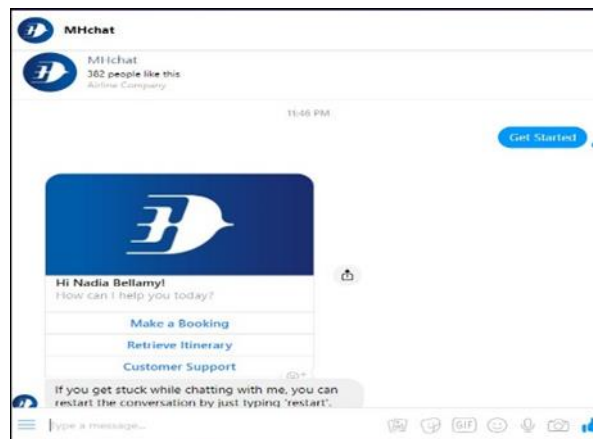 MHchat
MHchat
382 people like this
Airline Company
11:46 PM
Get Started
Hi Nadia Bellamy!
How can I help you today?
Make a Booking
Retrieve Itinerary
Customer Support
If you get stuck while chatting with me, you can
restart the conversation by just typing 'restart'.
Type a message...
GIF